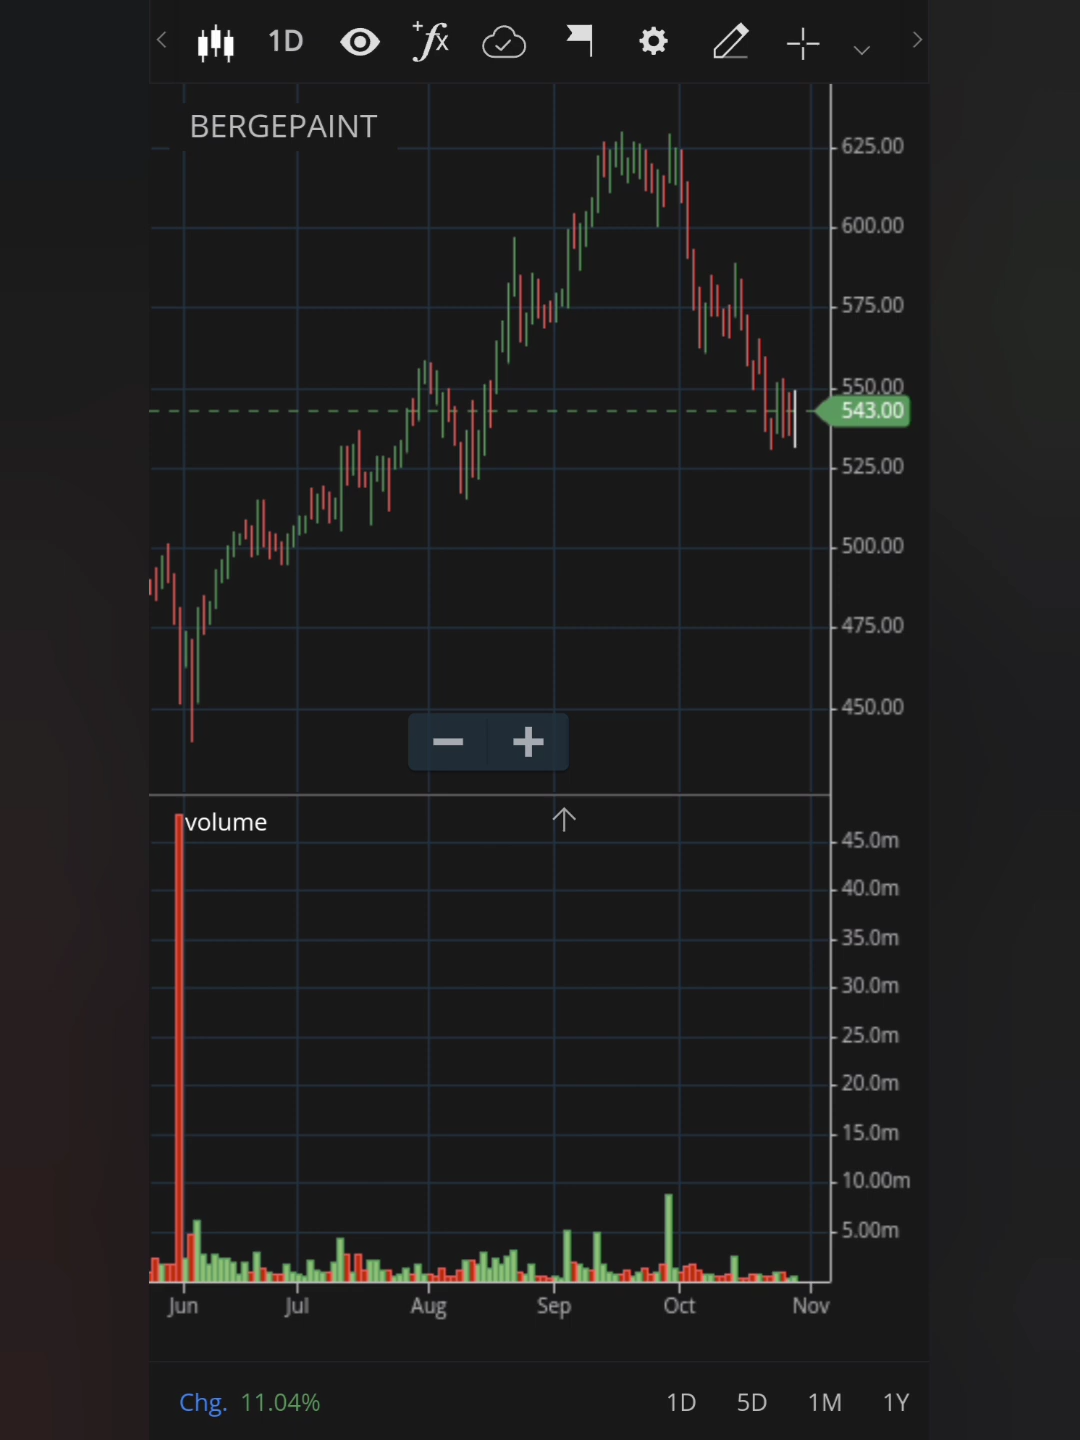 1D
+fx
BERGEPAINT
625.00
600.00
575.00
550.00
543.00
525.00
500.00
475.00
450.00
volume
45.0m
40.0m
35.0m
30.0m
25.0m
20.0m
15.0m
10.00m
5.00m
Jun Jul Aug Sep Oct Nov
Chg. 11.04% 1D 5D 1M 1Y